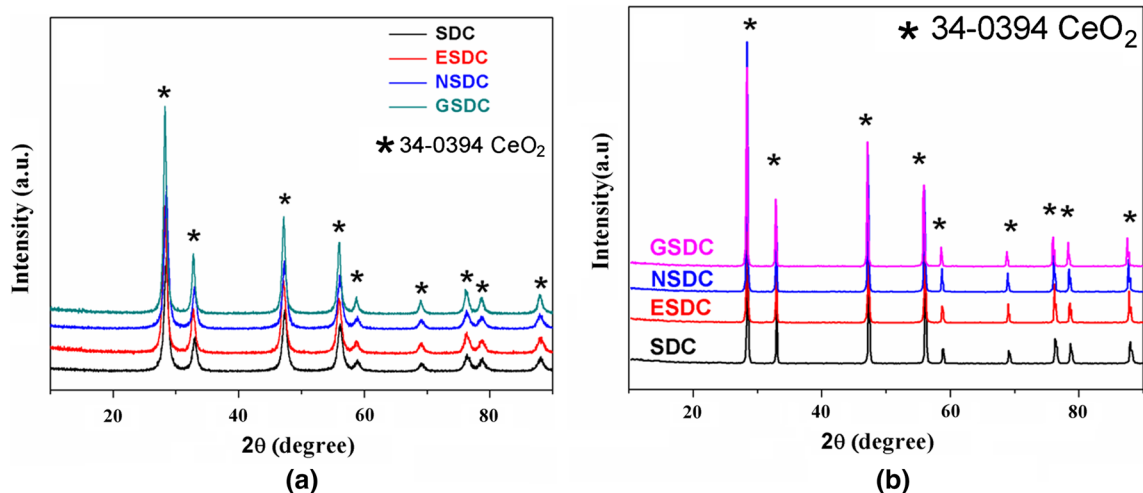 SDC
ESDC
NSDC
GSDC
* 34-0394 CeO₂
Intensity (a.u.)
20
40
60
80
2θ (degree)
(a)
* 34-0394 CeO₂
GSDC
NSDC
ESDC
SDC
Intensity(a.u)
20
40
60
80
2θ (degree)
(b)